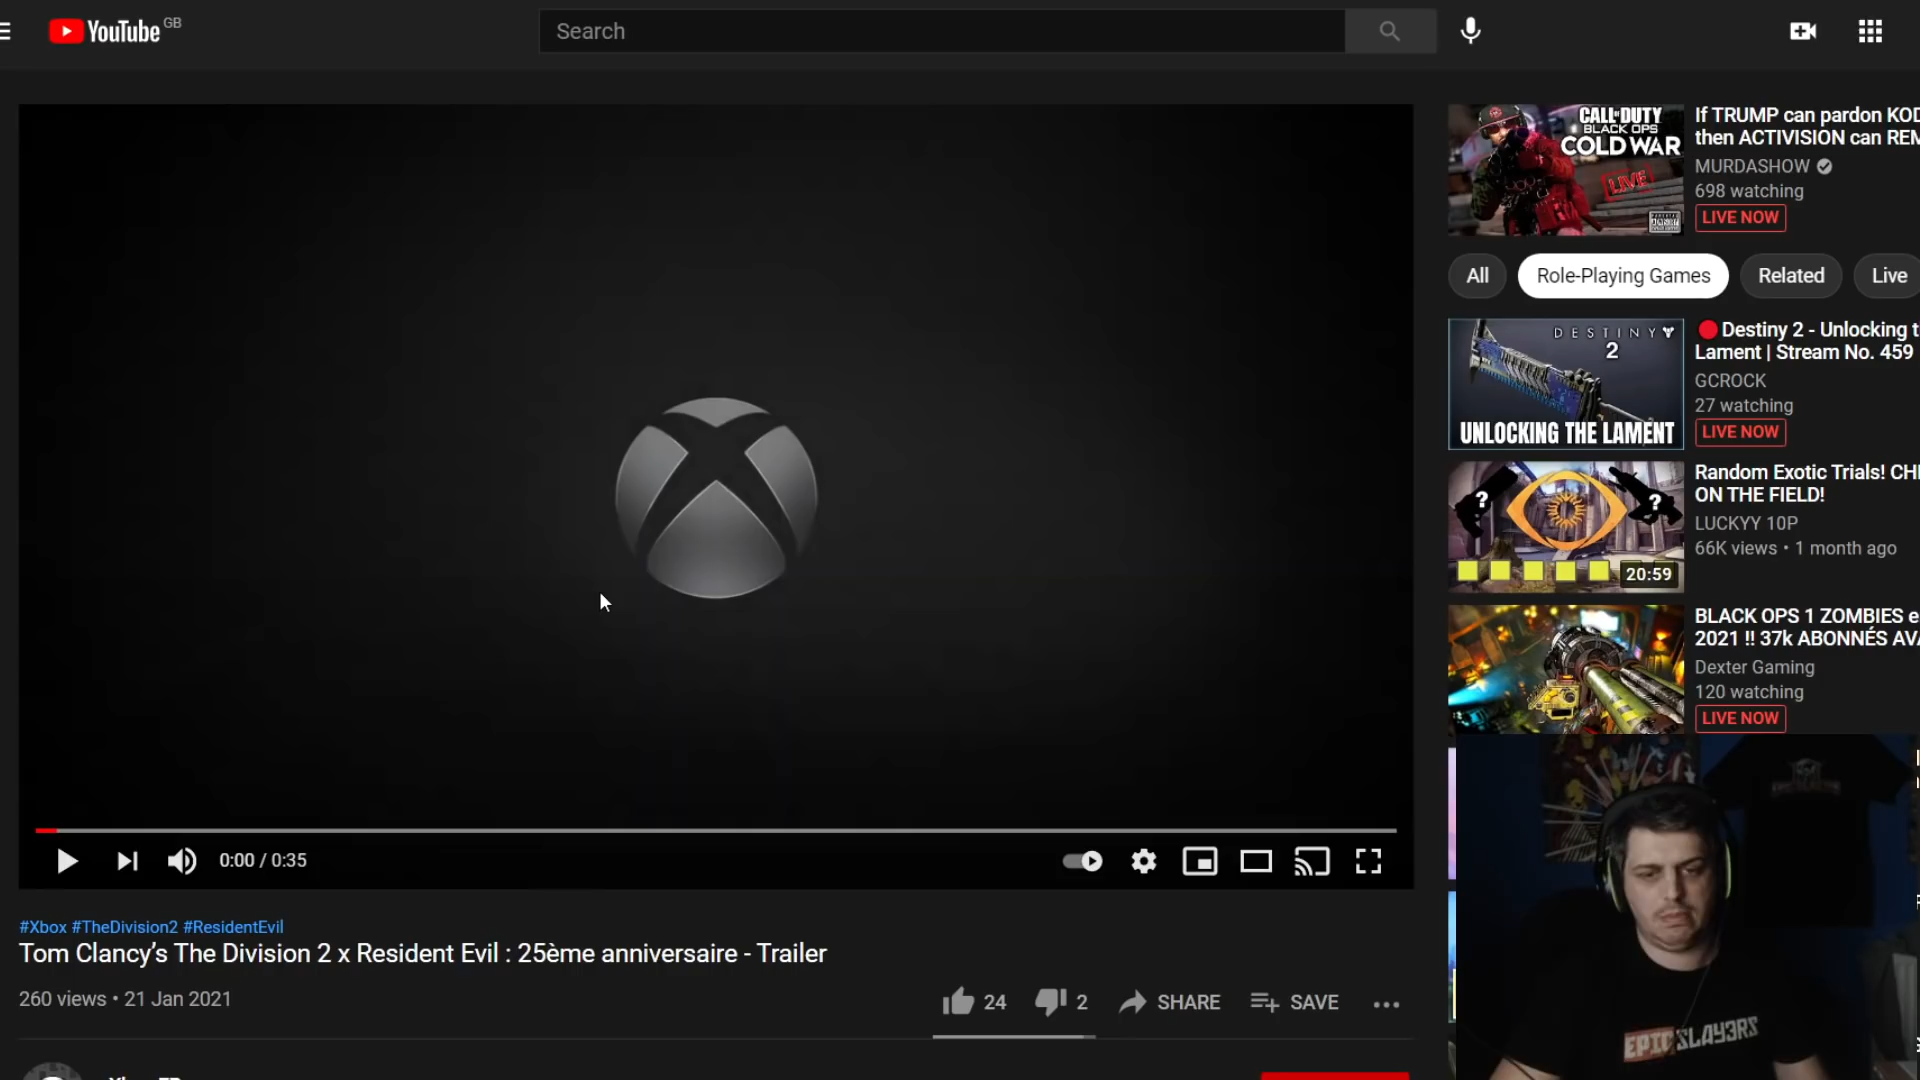 YouTube GB
Search
CALL OF DUTY
BLACK OPS
COLD WAR
LIVE
If TRUMP can pardon KOD
then ACTIVISION can REM
MURDASHOW
698 watching
LIVE NOW
All
Role-Playing Games
Related
Live
DESTINY
2
UNLOCKING THE LAMENT
Destiny 2 - Unlocking t
Lament | Stream No. 459
GCROCK
27 watching
LIVE NOW
? ?
20:59
Random Exotic Trials! CH
ON THE FIELD!
LUCKYY 10P
66K views • 1 month ago
BLACK OPS 1 ZOMBIES e
2021 !! 37k ABONNÉS AV
Dexter Gaming
120 watching
LIVE NOW
0:00 / 0:35
#Xbox #TheDivision2 #ResidentEvil
Tom Clancy’s The Division 2 x Resident Evil : 25ème anniversaire - Trailer
260 views • 21 Jan 2021
24
2
SHARE
SAVE
EPICSLAY3RS